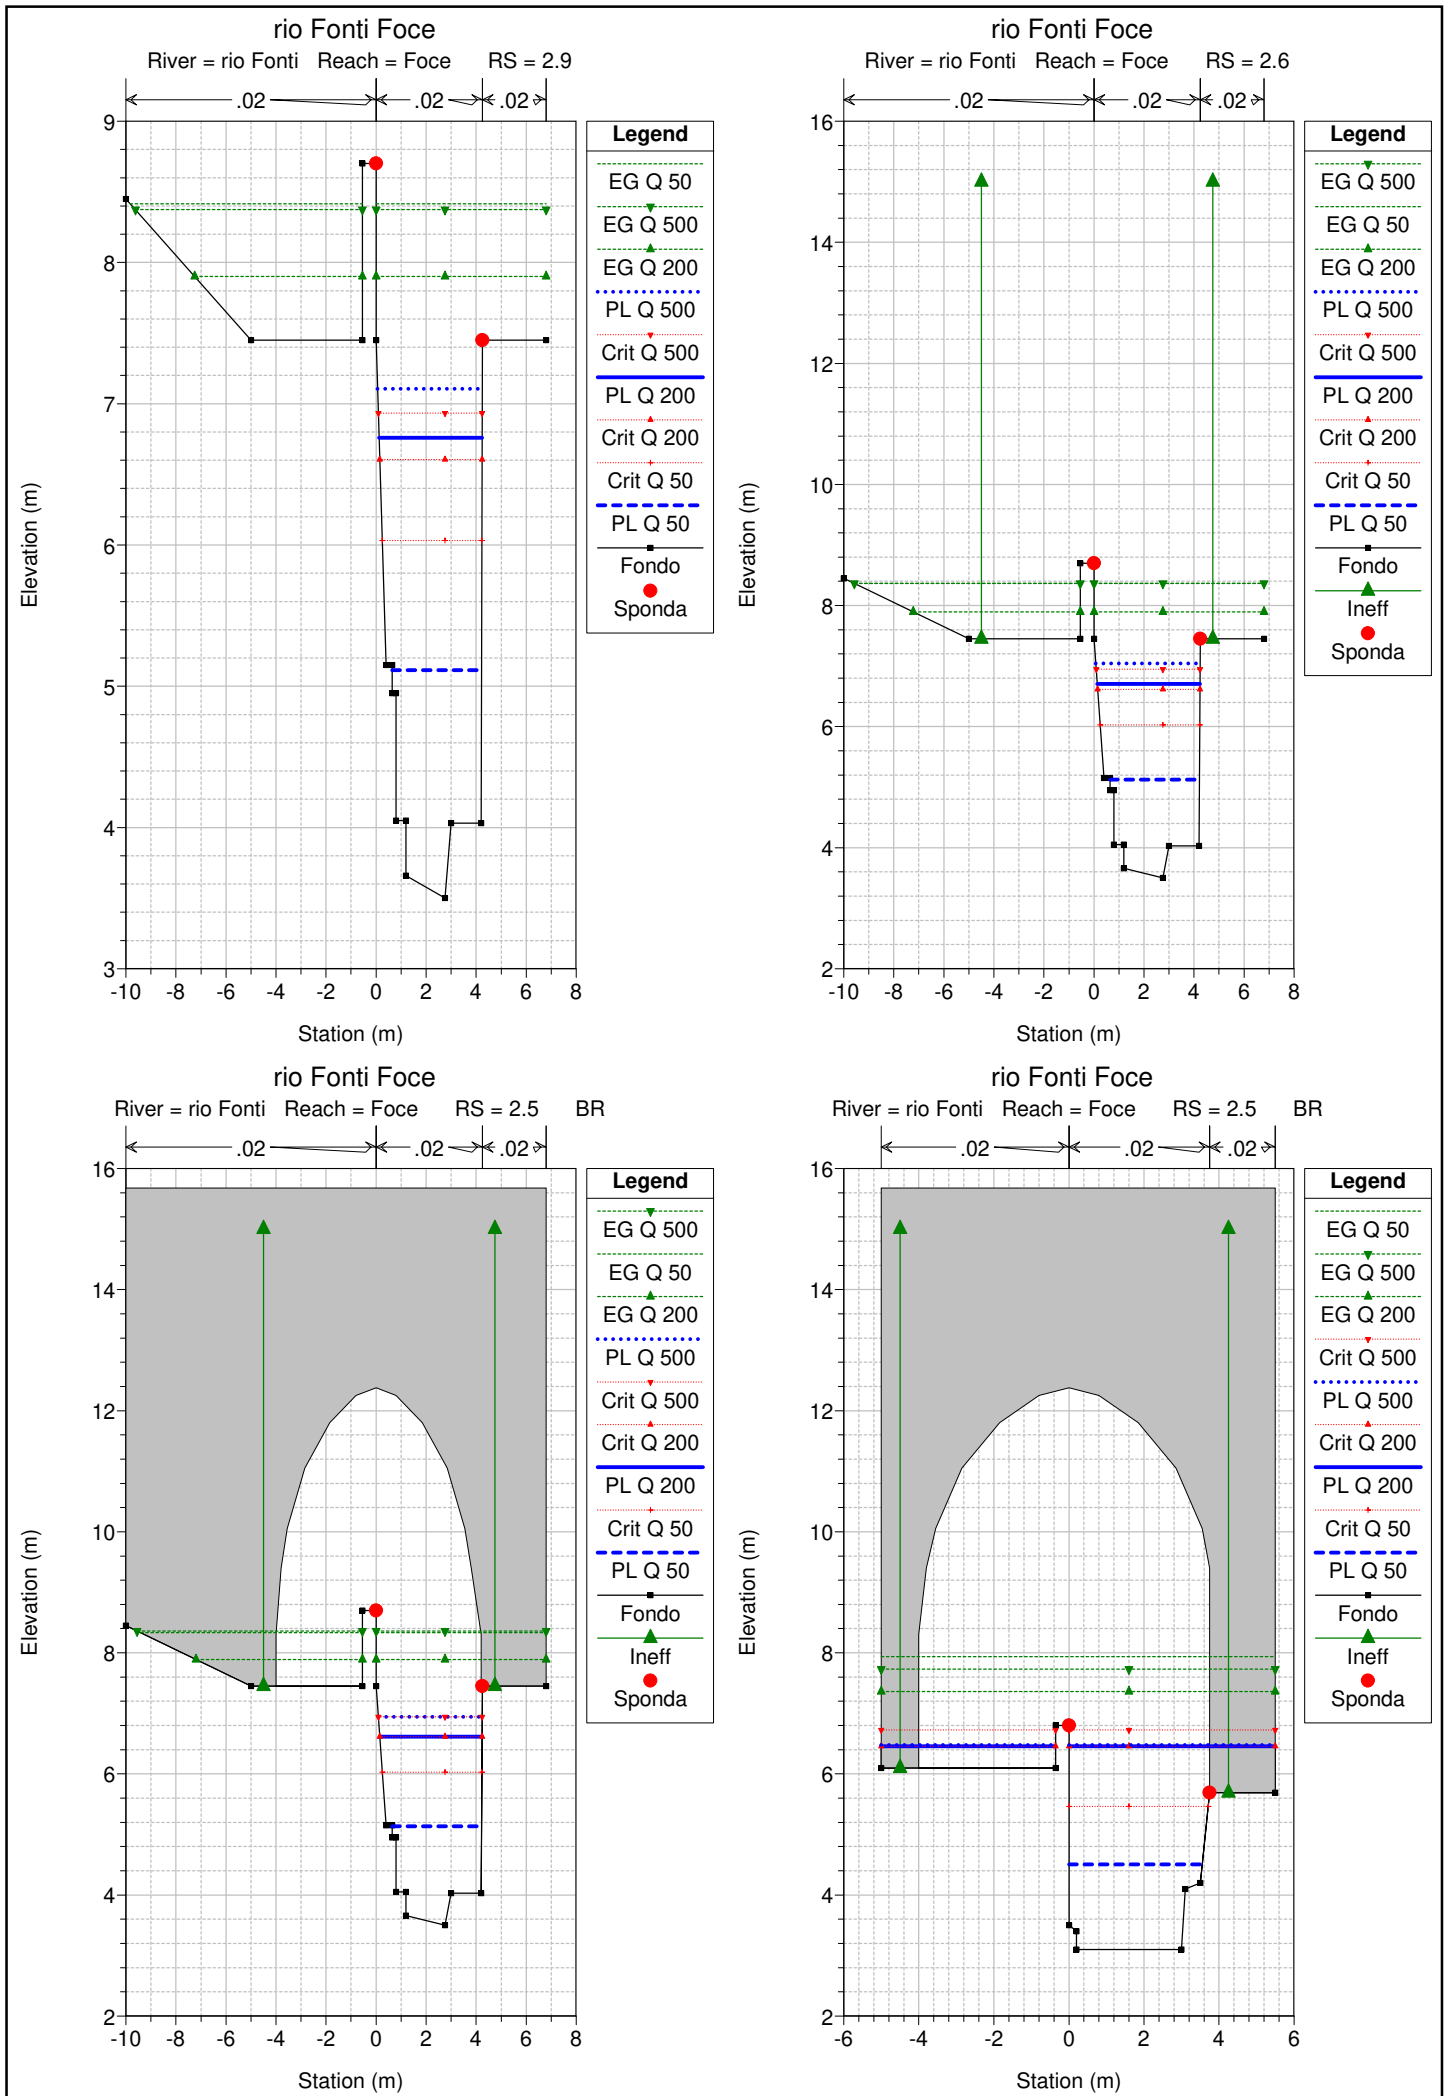 rio Fonti Foce
River = rio Fonti Reach = Foce RS = 2.9
.02 .02 .02
9
8
7
6
5
4
3
-10 -8 -6 -4 -2 0 2 4 6 8
Station (m)
Elevation (m)
Legend
EG Q 50
EG Q 500
EG Q 200
PL Q 500
Crit Q 500
PL Q 200
Crit Q 200
Crit Q 50
PL Q 50
Fondo
Sponda
rio Fonti Foce
River = rio Fonti Reach = Foce RS = 2.6
.02 .02 .02
16
14
12
10
8
6
4
2
-10 -8 -6 -4 -2 0 2 4 6 8
Station (m)
Elevation (m)
Legend
EG Q 500
EG Q 50
EG Q 200
PL Q 500
Crit Q 500
PL Q 200
Crit Q 200
Crit Q 50
PL Q 50
Fondo
Ineff
Sponda
rio Fonti Foce
River = rio Fonti Reach = Foce RS = 2.5 BR
.02 .02 .02
16
14
12
10
8
6
4
2
-10 -8 -6 -4 -2 0 2 4 6 8
Station (m)
Elevation (m)
Legend
EG Q 500
EG Q 50
EG Q 200
PL Q 500
Crit Q 500
Crit Q 200
PL Q 200
Crit Q 50
PL Q 50
Fondo
Ineff
Sponda
rio Fonti Foce
River = rio Fonti Reach = Foce RS = 2.5 BR
.02 .02 .02
16
14
12
10
8
6
4
2
-6 -4 -2 0 2 4 6
Station (m)
Elevation (m)
Legend
EG Q 50
EG Q 500
EG Q 200
Crit Q 500
PL Q 500
Crit Q 200
PL Q 200
Crit Q 50
PL Q 50
Fondo
Ineff
Sponda